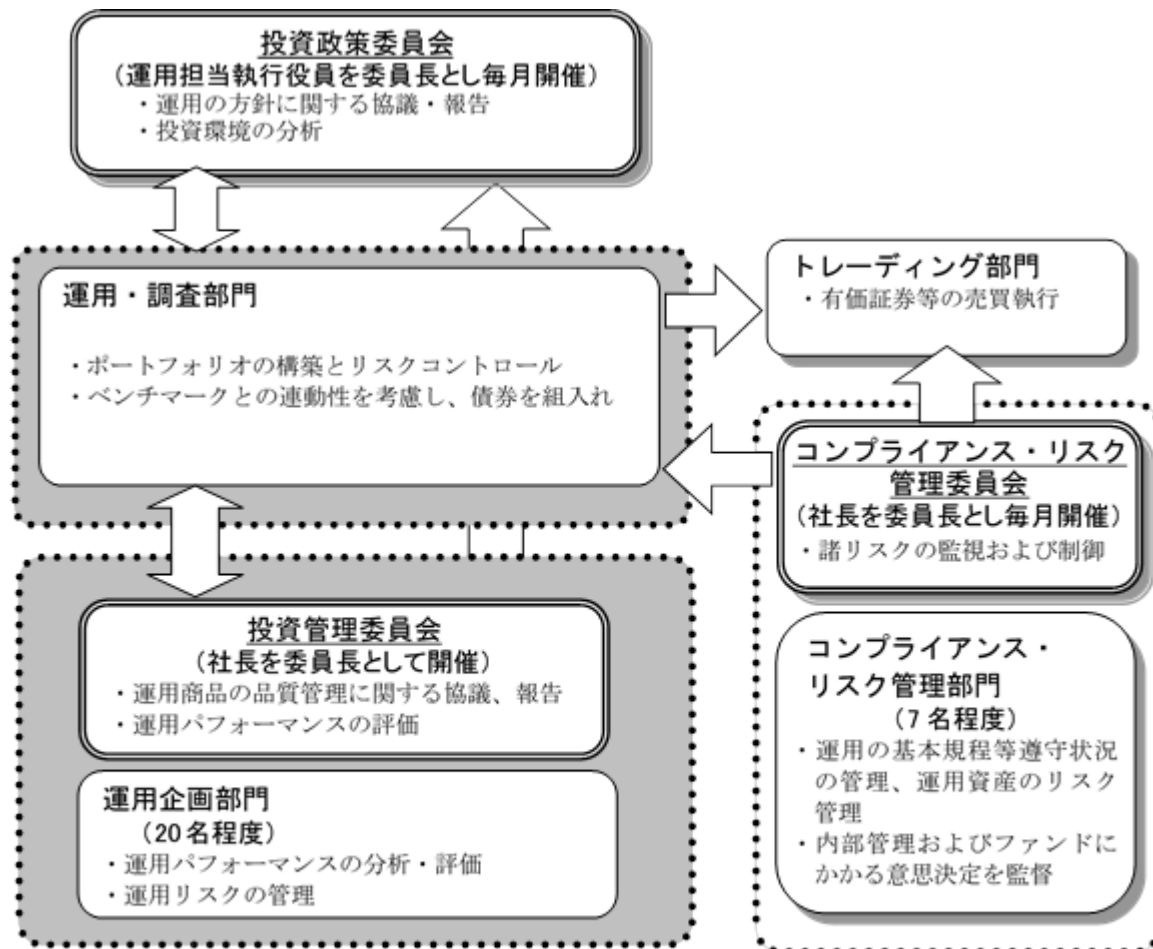 投資政策委員会
(運用担当執行役員を委員長とし毎月開催)
・運用の方針に関する協議・報告
・投資環境の分析
運用・調査部門
・ポートフォリオの構築とリスクコントロール
・ベンチマークとの連動性を考慮し、債券を組入れ
トレーディング部門
・有価証券等の売買執行
コンプライアンス・リスク
管理委員会
(社長を委員長とし毎月開催)
・諸リスクの監視および制御
投資管理委員会
(社長を委員長として開催)
・運用商品の品質管理に関する協議、報告
・運用パフォーマンスの評価
運用企画部門
(20名程度)
・運用パフォーマンスの分析・評価
・運用リスクの管理
コンプライアンス・
リスク管理部門
(7名程度)
・運用の基本規程等遵守状況
の管理、運用資産のリスク
管理
・内部管理およびファンドに
かかる意思決定を監督